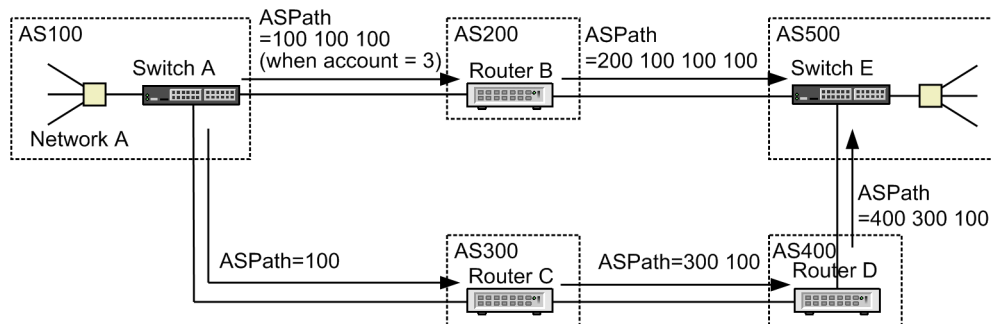 AS100
ASPath
=100 100 100
(when account = 3)
AS200
ASPath
=200 100 100 100
AS500
Switch A
Router B
Switch E
Network A
ASPath
=400 300 100
ASPath=100
AS300
Router C
ASPath=300 100
AS400
Router D